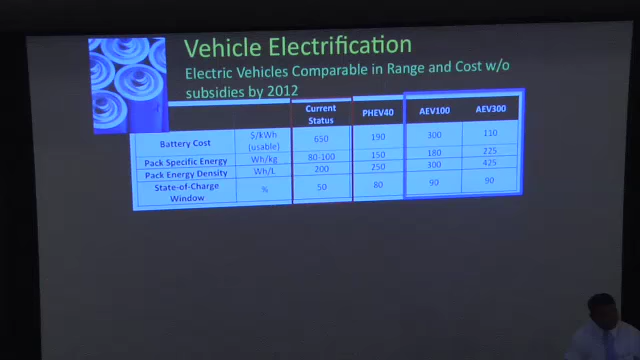 Vehicle Electrification
Electric Vehicles Comparable in Range and Cost w/o
subsidies by 2012
Current Status PHEV40 AEV100 AEV300
Battery Cost $/kWh (usable) 650 190 300 110
Pack Specific Energy Wh/kg 80-100 150 180 225
Pack Energy Density Wh/L 200 250 300 425
State-of-Charge Window % 50 80 90 90